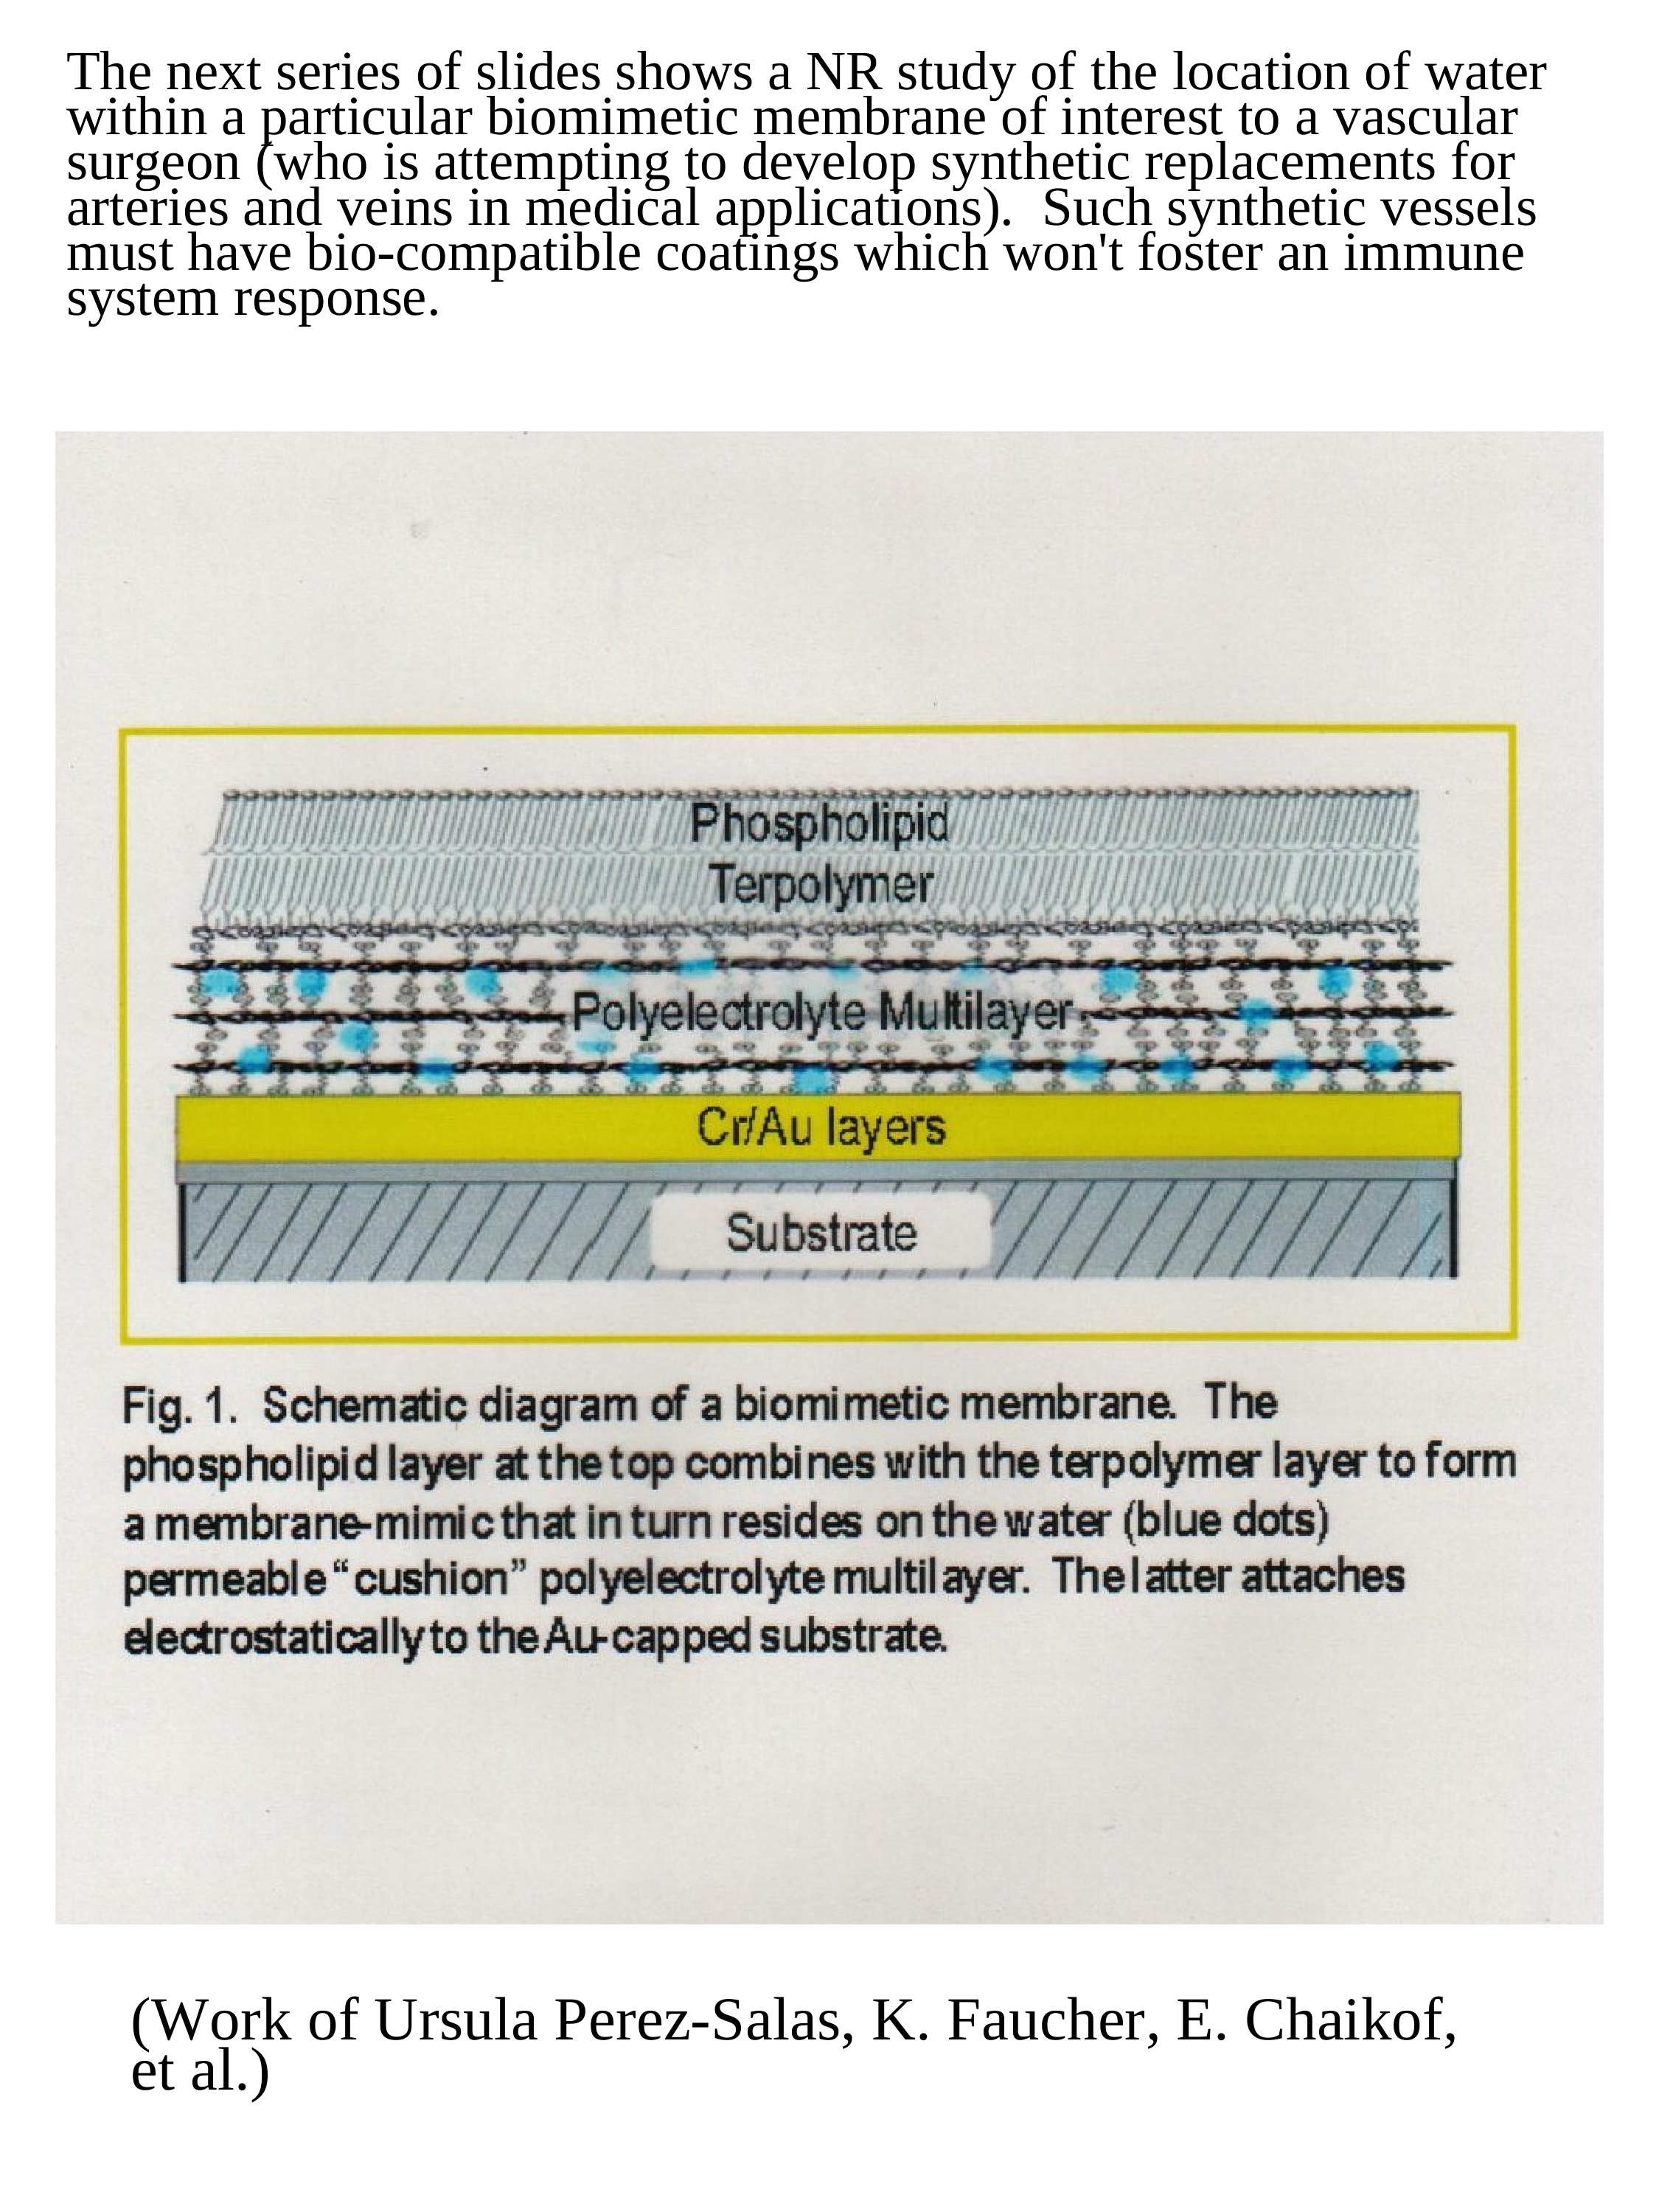 The next series of slides shows a NR study of the location of water
within a particular biomimetic membrane of interest to a vascular
surgeon (who is attempting to develop synthetic replacements for
arteries and veins in medical applications).  Such synthetic vessels
must have bio-compatible coatings which won't foster an immune
system response.
Phospholipid
Terpolymer
Polyelectrolyte Multilayer
Cr/Au layers
Substrate
Fig. 1.  Schematic diagram of a biomimetic membrane.  The
phospholipid layer at the top combines with the terpolymer layer to form
a membrane-mimic that in turn resides on the water (blue dots)
permeable “cushion” polyelectrolyte multilayer.  The latter attaches
electrostatically to the Au-capped substrate.
(Work of Ursula Perez-Salas, K. Faucher, E. Chaikof,
et al.)